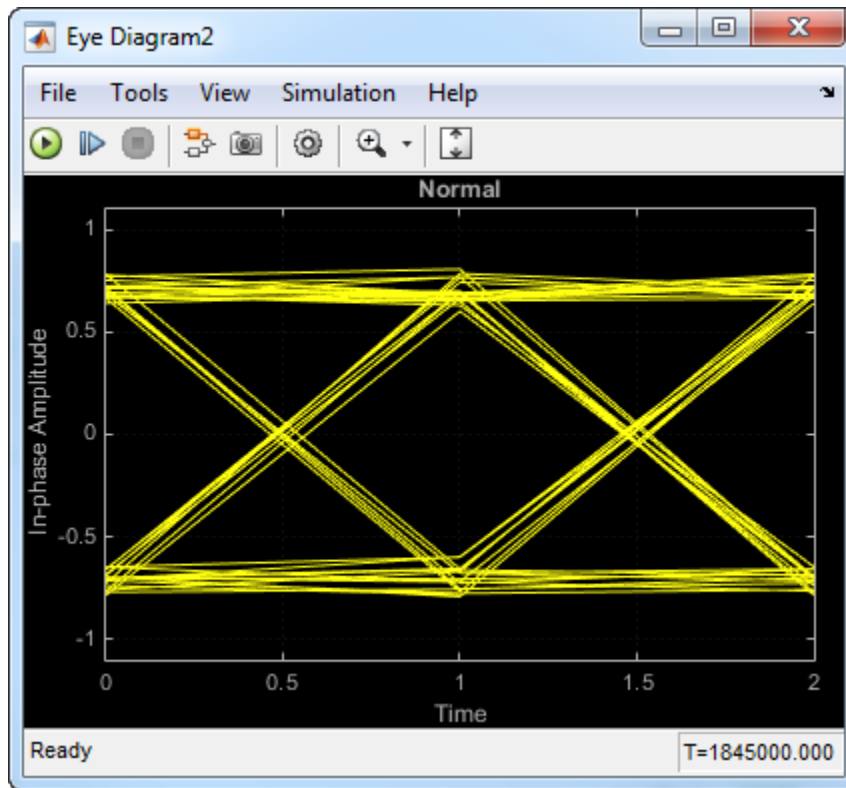 Eye Diagram2
File Tools View Simulation Help
Normal
1
0.5
0
-0.5
-1
In-phase Amplitude
0 0.5 1 1.5 2
Time
Ready T=1845000.000